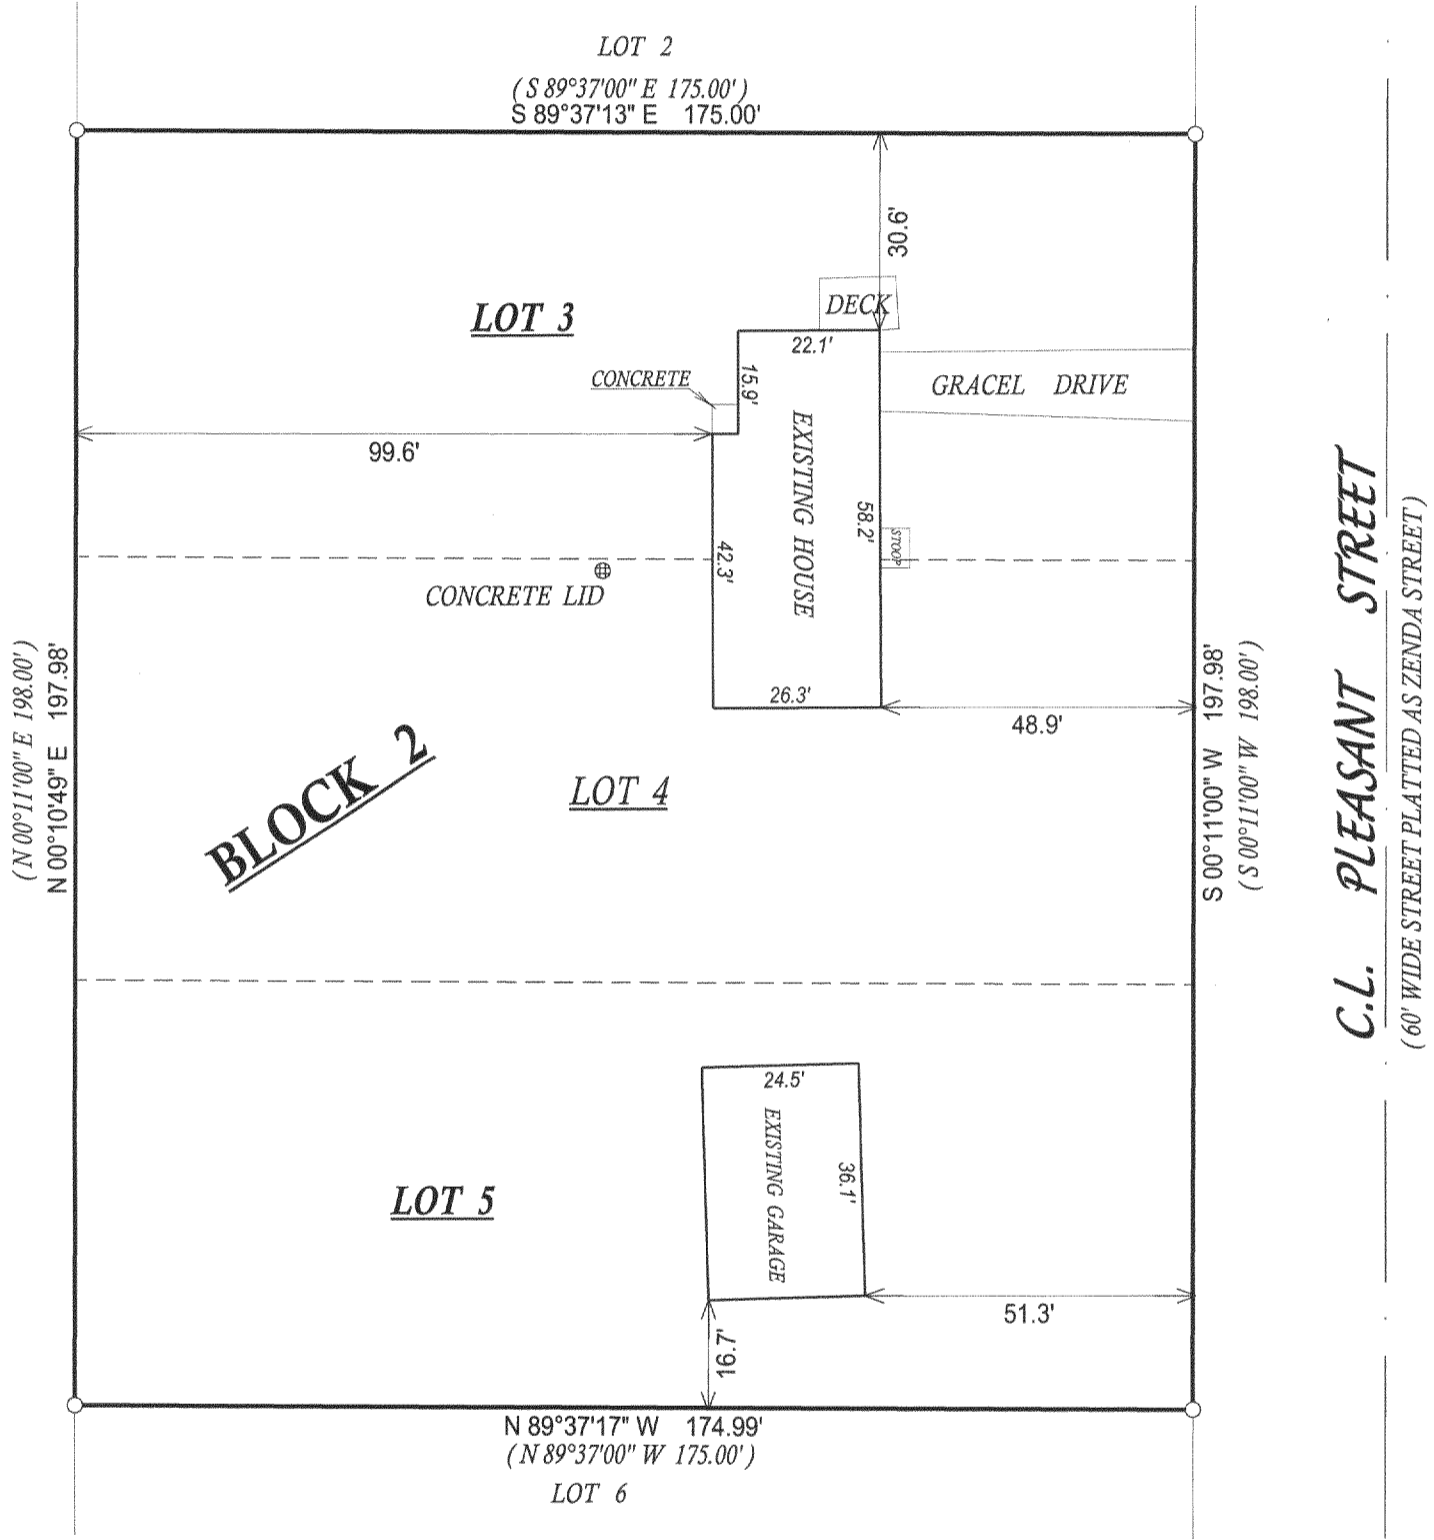 LOT 2
(S 89°37'00" E 175.00')
S 89°37'13" E 175.00'
30.6'
DECK
LOT 3
22.1'
CONCRETE
15.9'
GRACEL DRIVE
EXISTING HOUSE
99.6'
58.2'
STOOP
42.3'
CONCRETE LID
26.3'
48.9'
(N 00°11'00" E 198.00')
N 00°10'49" E 197.98'
S 00°11'00" W 197.98'
(S 00°11'00" W 198.00')
C.L. PLEASANT STREET
(60' WIDE STREET PLATTED AS ZENDA STREET)
BLOCK 2
LOT 4
24.5'
EXISTING GARAGE
36.1'
LOT 5
51.3'
16.7'
N 89°37'17" W 174.99'
(N 89°37'00" W 175.00')
LOT 6